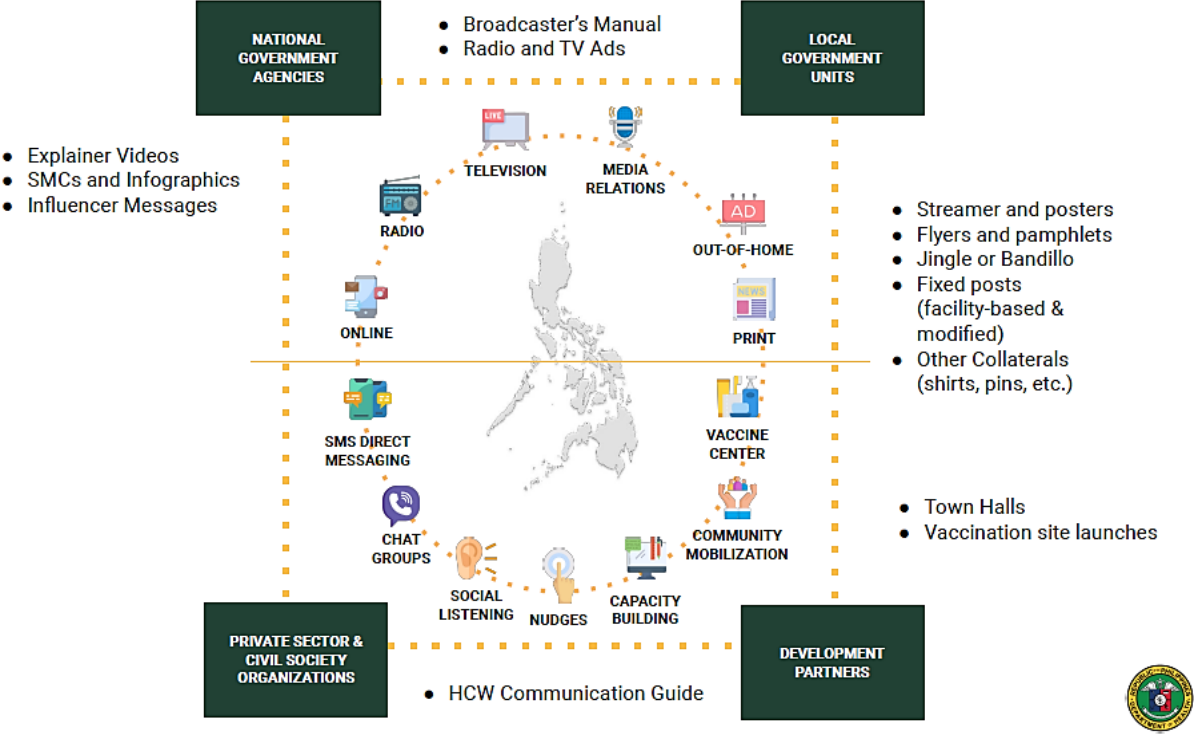 NATIONAL
GOVERNMENT
AGENCIES
● Broadcaster's Manual
● Radio and TV Ads
LOCAL
GOVERNMENT
UNITS
● Explainer Videos
● SMCs and Infographics
● Influencer Messages
LIVE
TELEVISION
MEDIA
RELATIONS
FM
RADIO
AD
OUT-OF-HOME
● Streamer and posters
● Flyers and pamphlets
● Jingle or Bandillo
● Fixed posts
(facility-based &
modified)
● Other Collaterals
(shirts, pins, etc.)
ONLINE
NEWS
PRINT
SMS DIRECT
MESSAGING
VACCINE
CENTER
CHAT
GROUPS
COMMUNITY
MOBILIZATION
● Town Halls
● Vaccination site launches
SOCIAL
LISTENING
NUDGES
CAPACITY
BUILDING
PRIVATE SECTOR &
CIVIL SOCIETY
ORGANIZATIONS
● HCW Communication Guide
DEVELOPMENT
PARTNERS
DEPARTMENT OF HEALTH